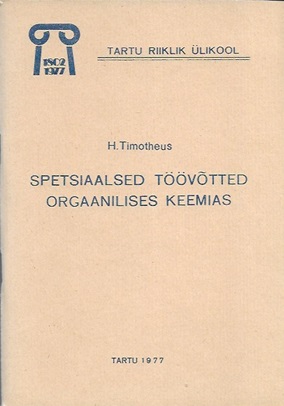 1802
1977
TARTU RIIKLIK ÜLIKOOL
H. Timotheus
SPETSIAALSED TÖÖVÕTTED
ORGAANILISES KEEMIAS
TARTU 1977